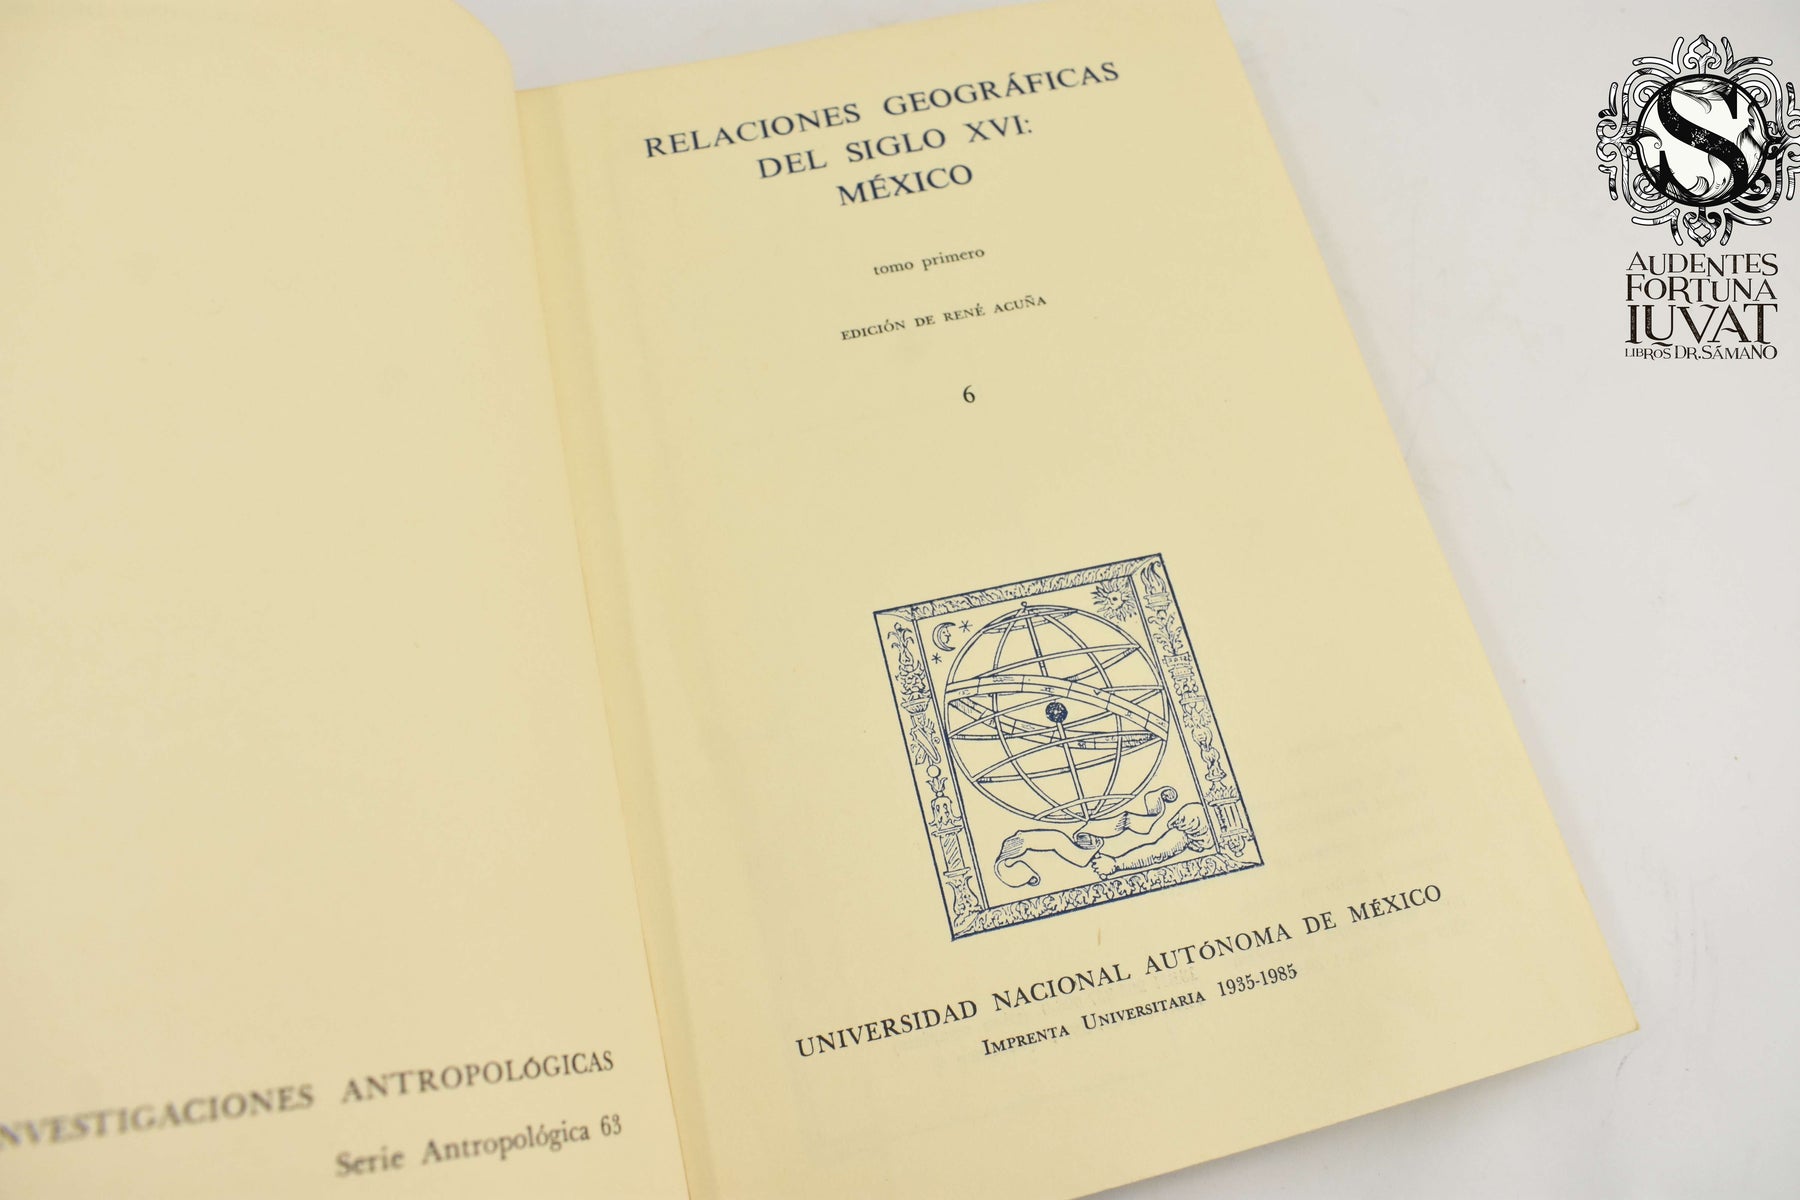 RELACIONES GEOGRÁFICAS
DEL SIGLO XVI:
MÉXICO
tomo primero
EDICIÓN DE RENÉ ACUÑA
6
UNIVERSIDAD NACIONAL AUTÓNOMA DE MÉXICO
IMPRENTA UNIVERSITARIA 1935-1985
NVESTIGACIONES ANTROPOLÓGICAS
Serie Antropológica 63
S
AUDENTES
FORTUNA
IUVAT
LIBROS DR. SÁMANO